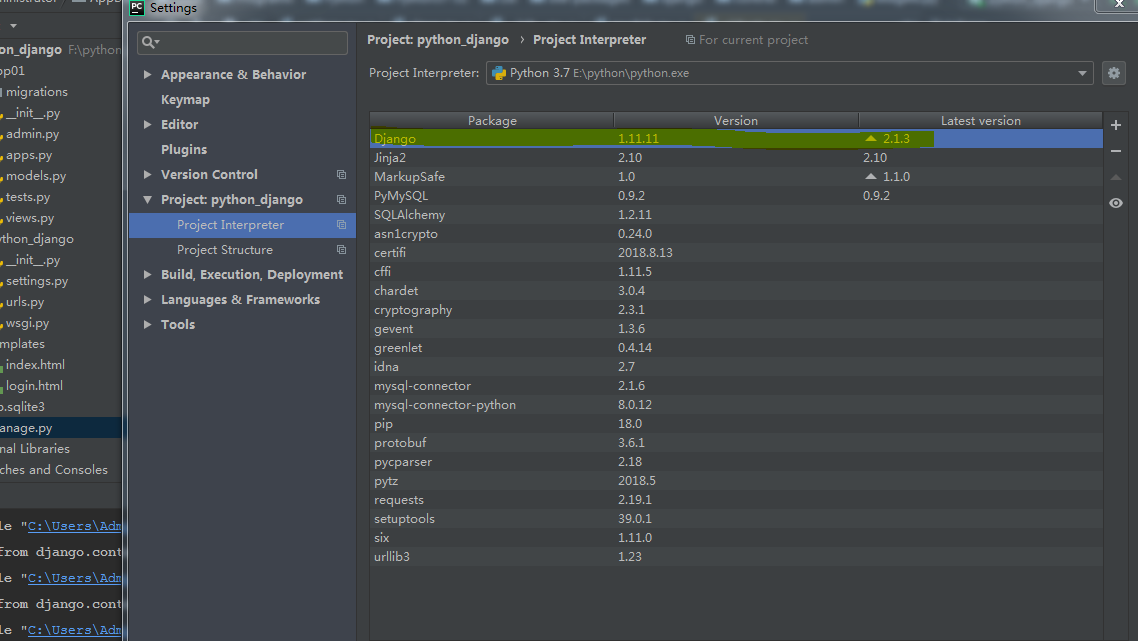 Settings
Project: python_django › Project Interpreter For current project
Project Interpreter: Python 3.7 E:\python\python.exe
Appearance & Behavior
Keymap
Editor
Plugins
Version Control
Project: python_django
Project Interpreter
Project Structure
Build, Execution, Deployment
Languages & Frameworks
Tools
Package Version Latest version
Django 1.11.11 2.1.3
Jinja2 2.10 2.10
MarkupSafe 1.0 1.1.0
PyMySQL 0.9.2 0.9.2
SQLAlchemy 1.2.11
asn1crypto 0.24.0
certifi 2018.8.13
cffi 1.11.5
chardet 3.0.4
cryptography 2.3.1
gevent 1.3.6
greenlet 0.4.14
idna 2.7
mysql-connector 2.1.6
mysql-connector-python 8.0.12
pip 18.0
protobuf 3.6.1
pycparser 2.18
pytz 2018.5
requests 2.19.1
setuptools 39.0.1
six 1.11.0
urllib3 1.23
on_django F:\python
pp01
migrations
__init__.py
admin.py
apps.py
models.py
tests.py
views.py
ython_django
__init__.py
settings.py
urls.py
wsgi.py
mplates
index.html
login.html
b.sqlite3
anage.py
nal Libraries
ches and Consoles
le "C:\Users\Adm
from django.cont
le "C:\Users\Adm
from django.cont
le "C:\Users\Adm